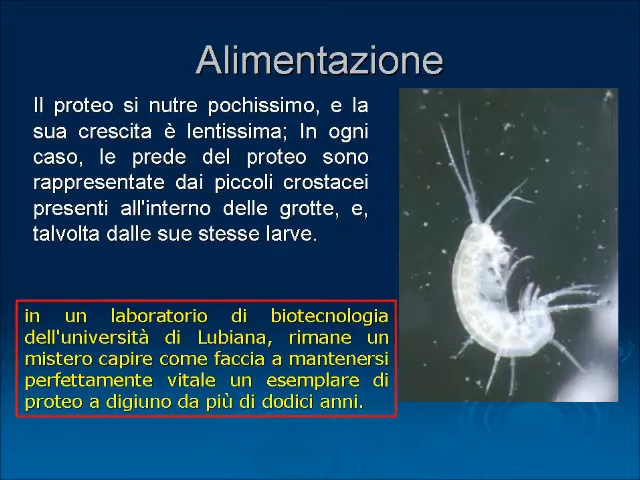 Alimentazione
Il proteo si nutre pochissimo, e la
sua crescita è lentissima; In ogni
caso, le prede del proteo sono
rappresentate dai piccoli crostacei
presenti all'interno delle grotte, e,
talvolta dalle sue stesse larve.
in un laboratorio di biotecnologia
dell'università di Lubiana, rimane un
mistero capire come faccia a mantenersi
perfettamente vitale un esemplare di
proteo a digiuno da più di dodici anni.